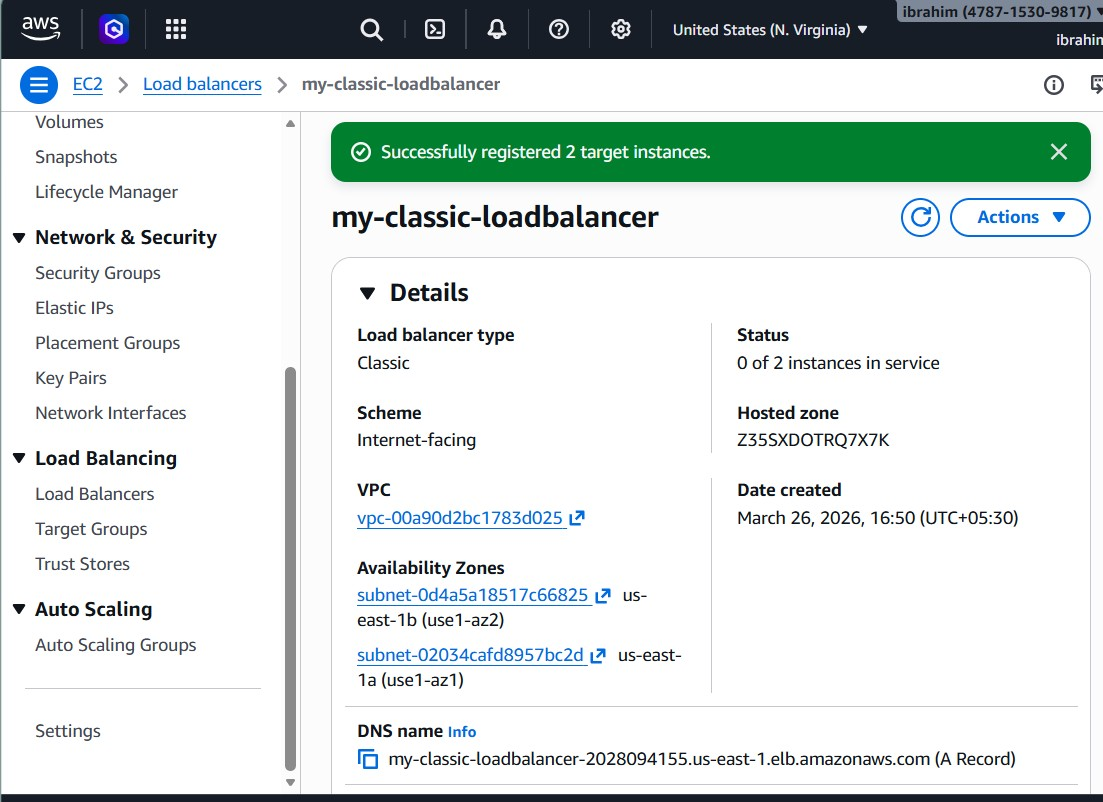 aws
United States (N. Virginia)
ibrahim (4787-1530-9817)
EC2 > Load balancers > my-classic-loadbalancer
Volumes
Snapshots
Lifecycle Manager
Network & Security
Security Groups
Elastic IPs
Placement Groups
Key Pairs
Network Interfaces
Load Balancing
Load Balancers
Target Groups
Trust Stores
Auto Scaling
Auto Scaling Groups
Settings
Successfully registered 2 target instances.
my-classic-loadbalancer
Actions
Details
Load balancer type
Classic
Status
0 of 2 instances in service
Scheme
Internet-facing
Hosted zone
Z35SXDOTRQ7X7K
VPC
vpc-00a90d2bc1783d025
Date created
March 26, 2026, 16:50 (UTC+05:30)
Availability Zones
subnet-0d4a5a18517c66825 us-
east-1b (use1-az2)
subnet-02034cafd8957bc2d us-east-
1a (use1-az1)
DNS name Info
my-classic-loadbalancer-2028094155.us-east-1.elb.amazonaws.com (A Record)